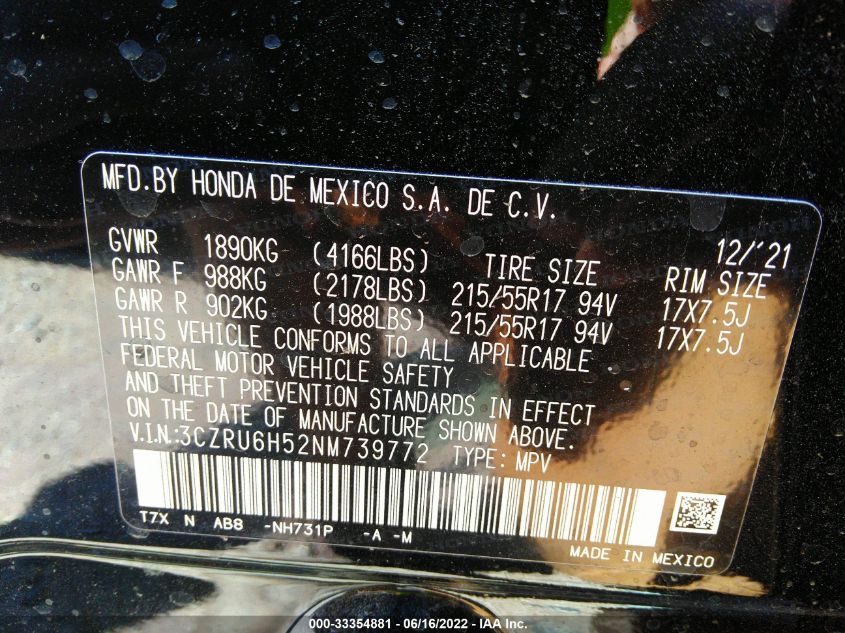 MFD.BY HONDA DE MEXICO S.A. DE C.V.
GVWR 1890KG (4166LBS) TIRE SIZE 12/'21
RIM SIZE
GAWR F 988KG (2178LBS) 215/55R17 94V 17X7.5J
GAWR R 902KG (1988LBS) 215/55R17 94V 17X7.5J
THIS VEHICLE CONFORMS TO ALL APPLICABLE
FEDERAL MOTOR VEHICLE SAFETY
AND THEFT PREVENTION STANDARDS IN EFFECT
ON THE DATE OF MANUFACTURE SHOWN ABOVE.
V.I.N.:3CZRU6H52NM739772 TYPE: MPV
T7X N AB8 -NH731P -A -M
MADE IN MEXICO
000-33354881 - 06/16/2022 - IAA Inc.